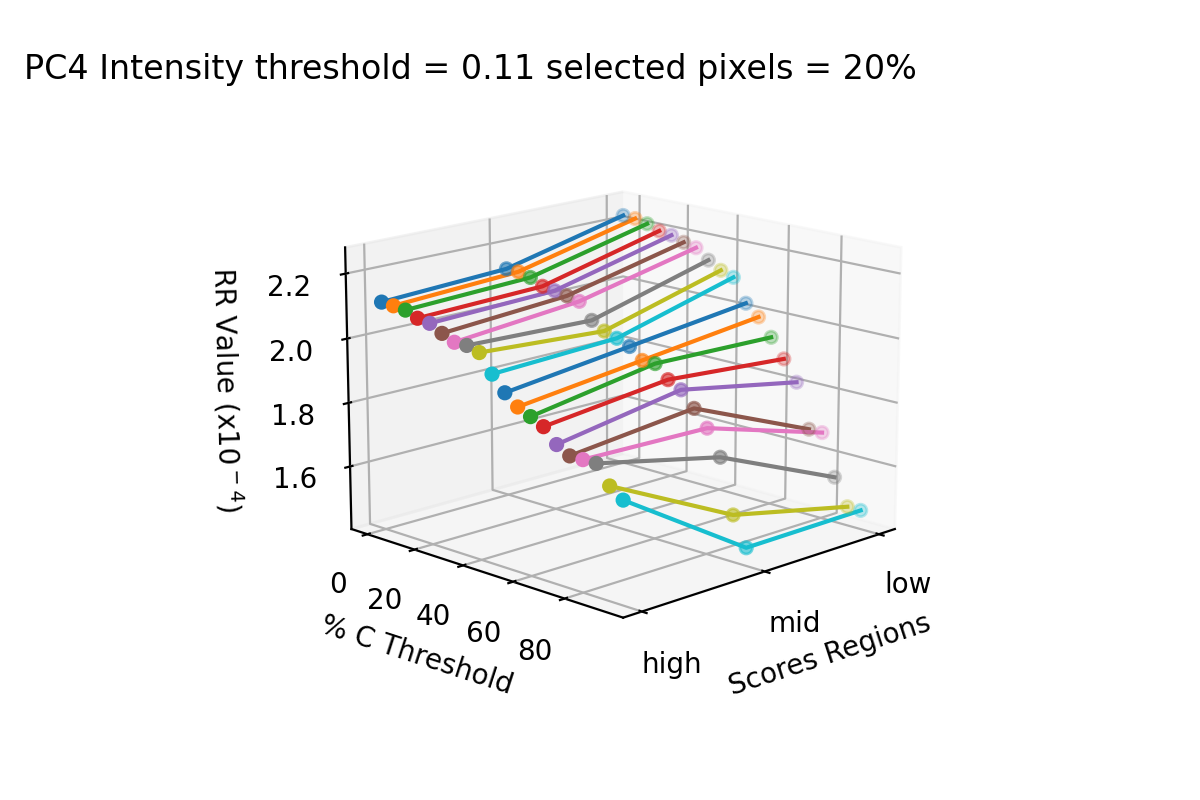 PC4 Intensity threshold = 0.11 selected pixels = 20%
RR Value (x10⁻⁴)
2.2
2.0
1.8
1.6
0
20
40
60
80
% C Threshold
high
mid
low
Scores Regions